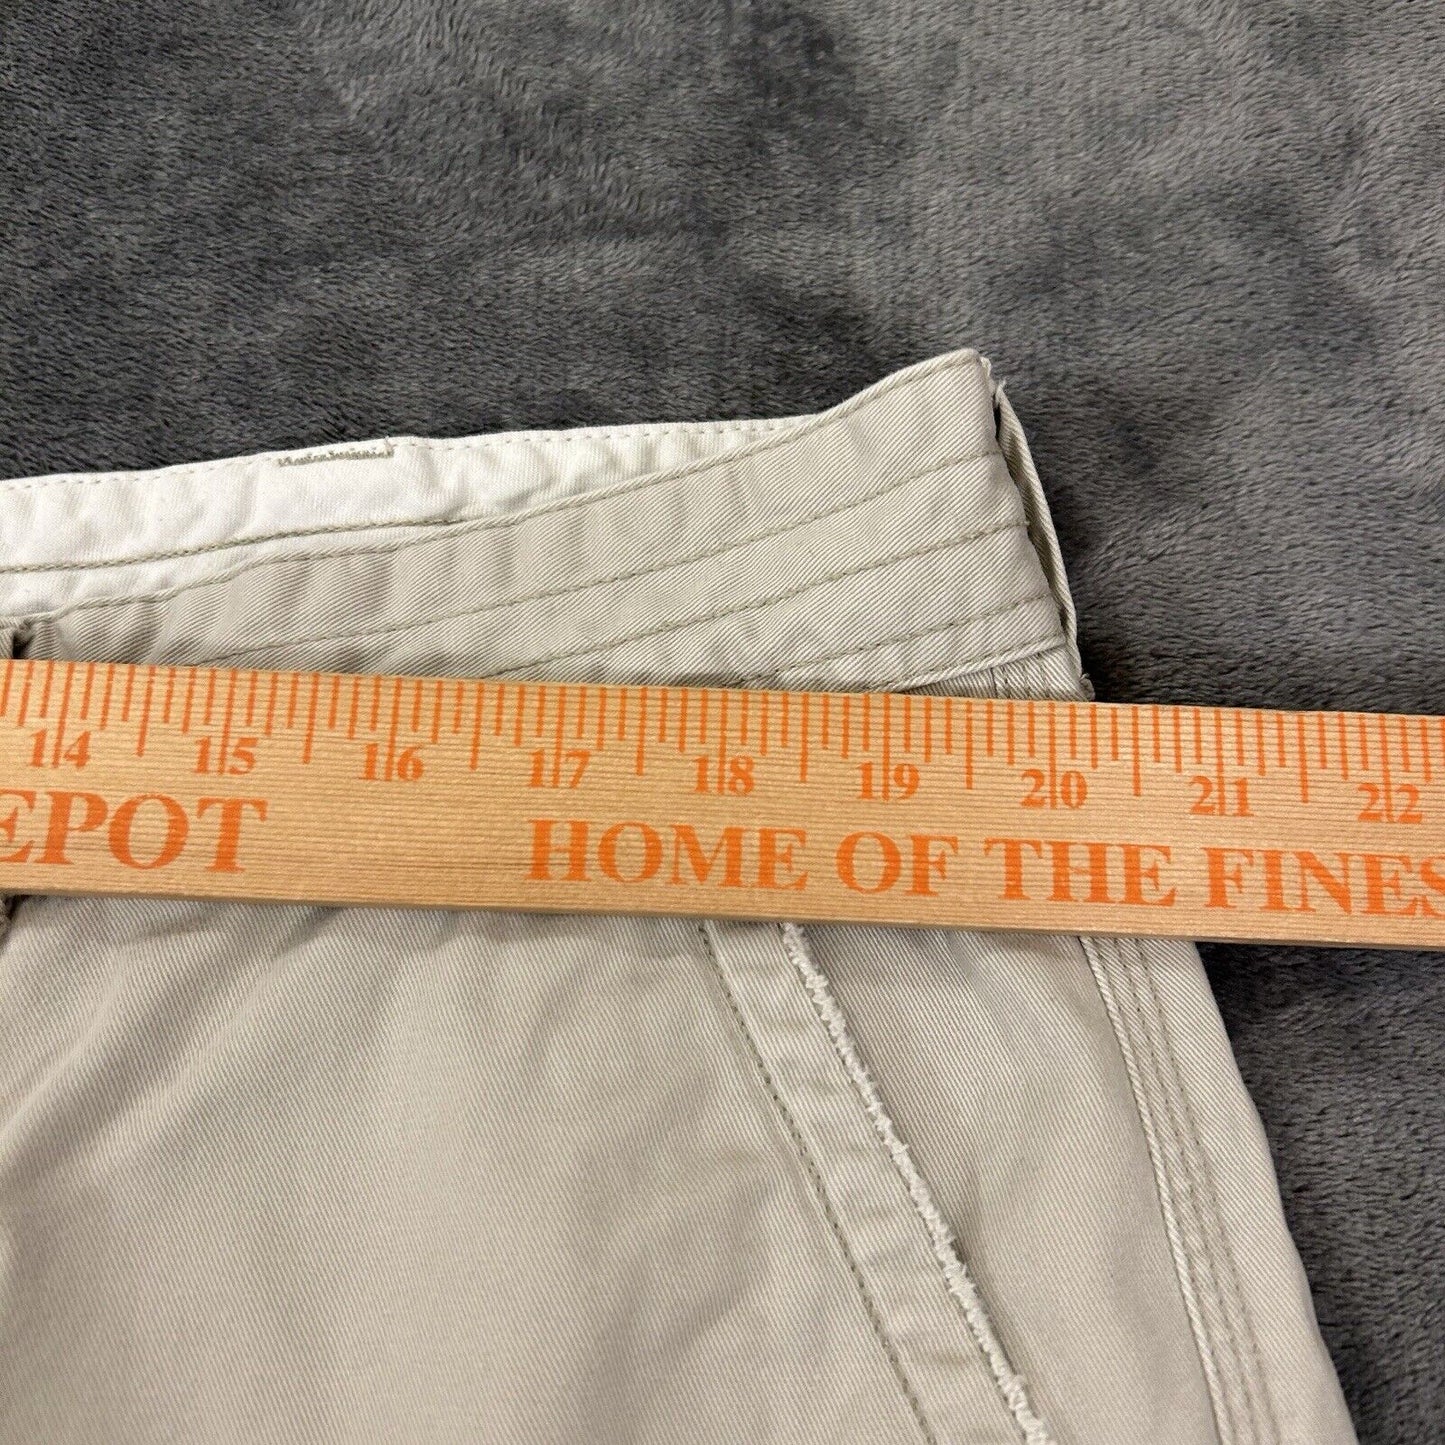 14 15 16 17 18 19 20 21 22
EPOT HOME OF THE FINES